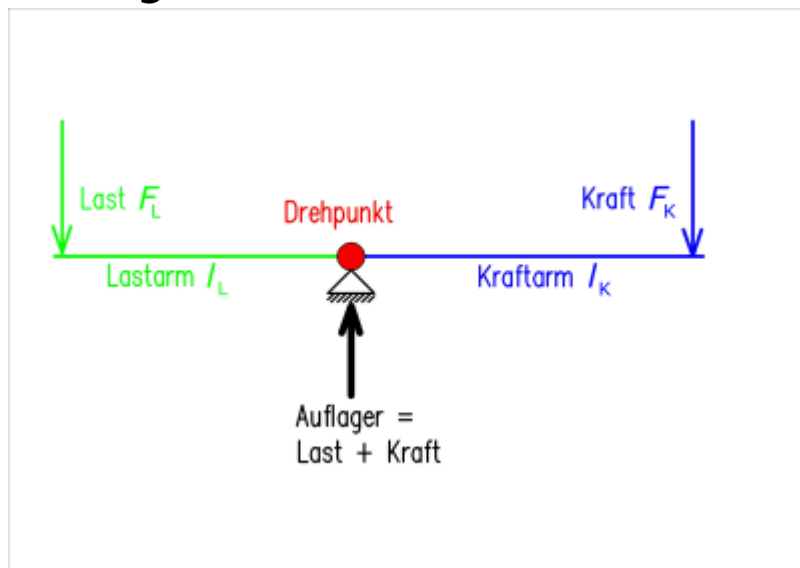 Last F_L
Kraft F_K
Drehpunkt
Lastarm l_L
Kraftarm l_K
Auflager =
Last + Kraft